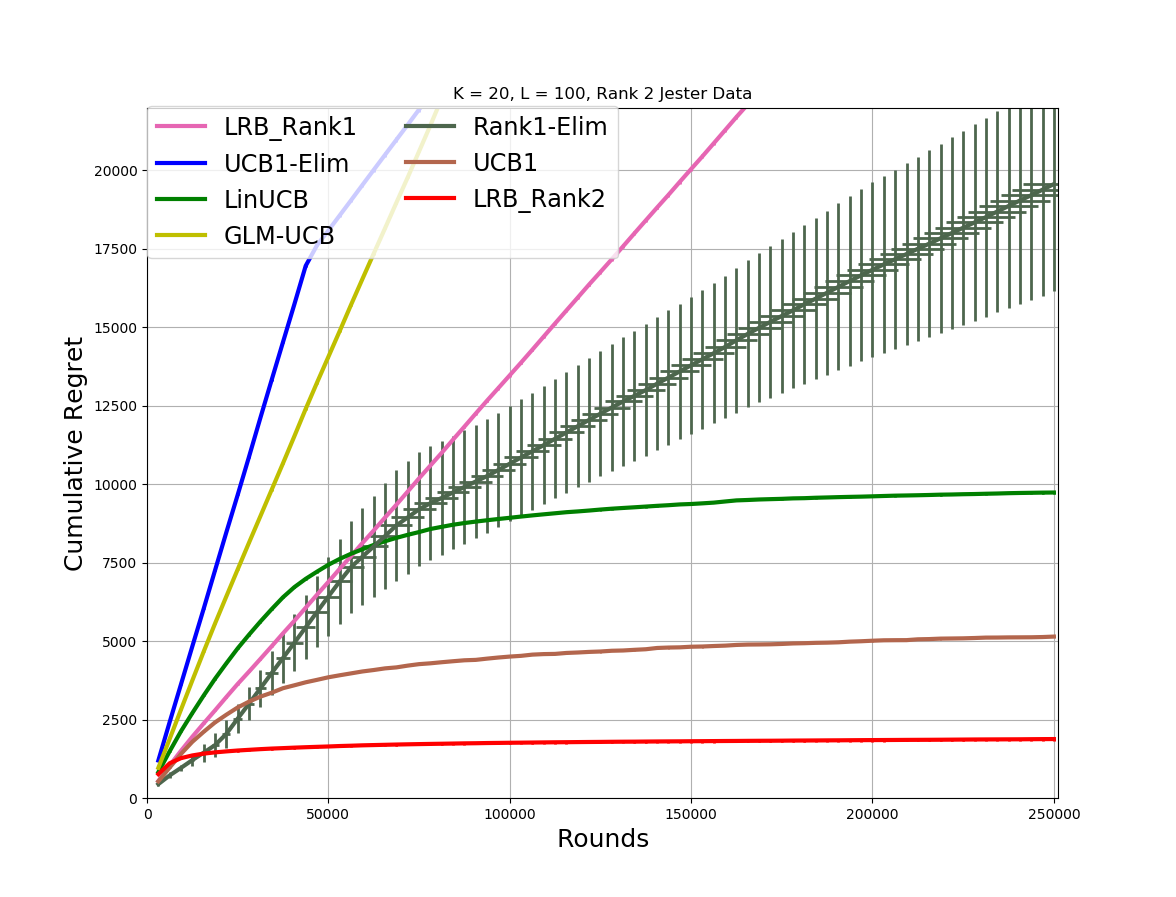 K = 20, L = 100, Rank 2 Jester Data
LRB_Rank1
UCB1-Elim
LinUCB
GLM-UCB
Rank1-Elim
UCB1
LRB_Rank2
Cumulative Regret
20000
17500
15000
12500
10000
7500
5000
2500
0
0 50000 100000 150000 200000 250000
Rounds